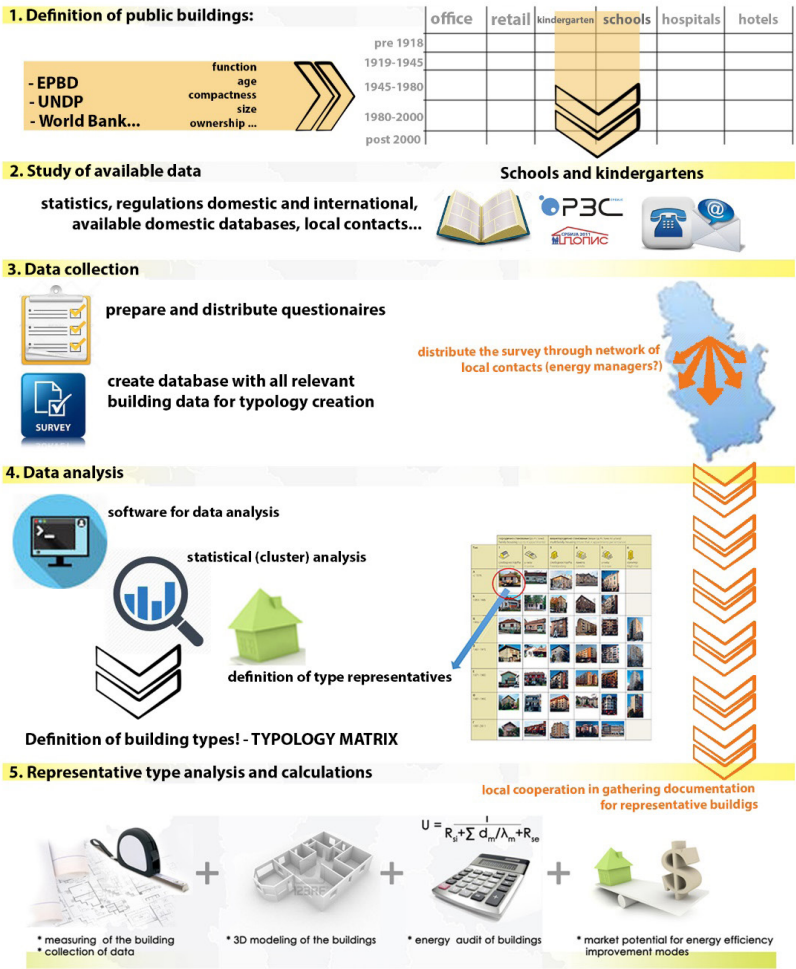 1. Definition of public buildings:
office retail kindergarten schools hospitals hotels
pre 1918
1919-1945
1945-1980
1980-2000
post 2000
- EPBD
- UNDP
- World Bank...
function
age
compactness
size
ownership ...
2. Study of available data
Schools and kindergartens
statistics, regulations domestic and international,
available domestic databases, local contacts...
РЗС
СРБИЈА 2011
ПОПИС
@
3. Data collection
prepare and distribute questionaires
create database with all relevant
building data for typology creation
SURVEY
distribute the survey through network of
local contacts (energy managers?)
4. Data analysis
software for data analysis
statistical (cluster) analysis
definition of type representatives
Definition of building types! - TYPOLOGY MATRIX
5. Representative type analysis and calculations
local cooperation in gathering documentation
for representative buildigs
U = 1
Rsi+∑ dm/λm+Rse
+ + +
$
* measuring of the building
* collection of data
* 3D modeling of the buildings
* energy audit of buildings
* market potential for energy efficiency
improvement modes